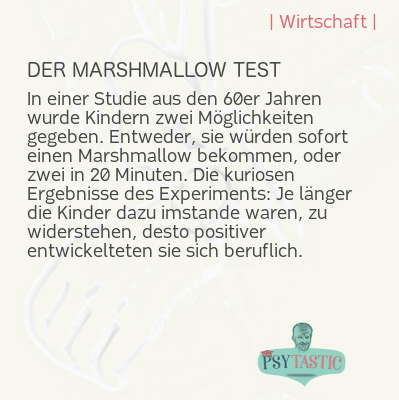 | Wirtschaft |
DER MARSHMALLOW TEST
In einer Studie aus den 60er Jahren
wurde Kindern zwei Möglichkeiten
gegeben. Entweder, sie würden sofort
einen Marshmallow bekommen, oder
zwei in 20 Minuten. Die kuriosen
Ergebnisse des Experiments: Je länger
die Kinder dazu imstande waren, zu
widerstehen, desto positiver
entwickelteten sie sich beruflich.
PSYTASTIC